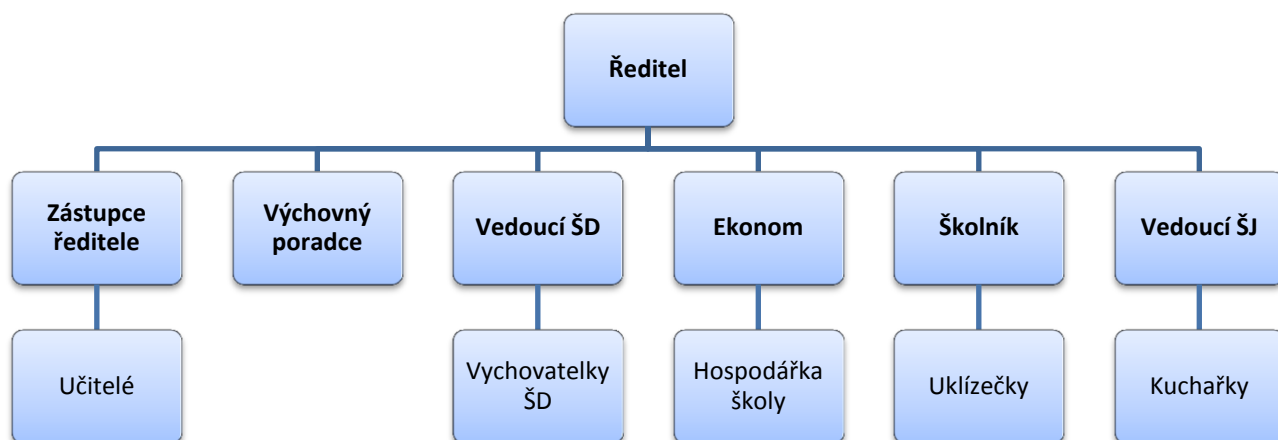 Ředitel
Zástupce
ředitele
Výchovný
poradce
Vedoucí ŠD
Ekonom
Školník
Vedoucí ŠJ
Učitelé
Vychovatelky
ŠD
Hospodářka
školy
Uklízečky
Kuchařky